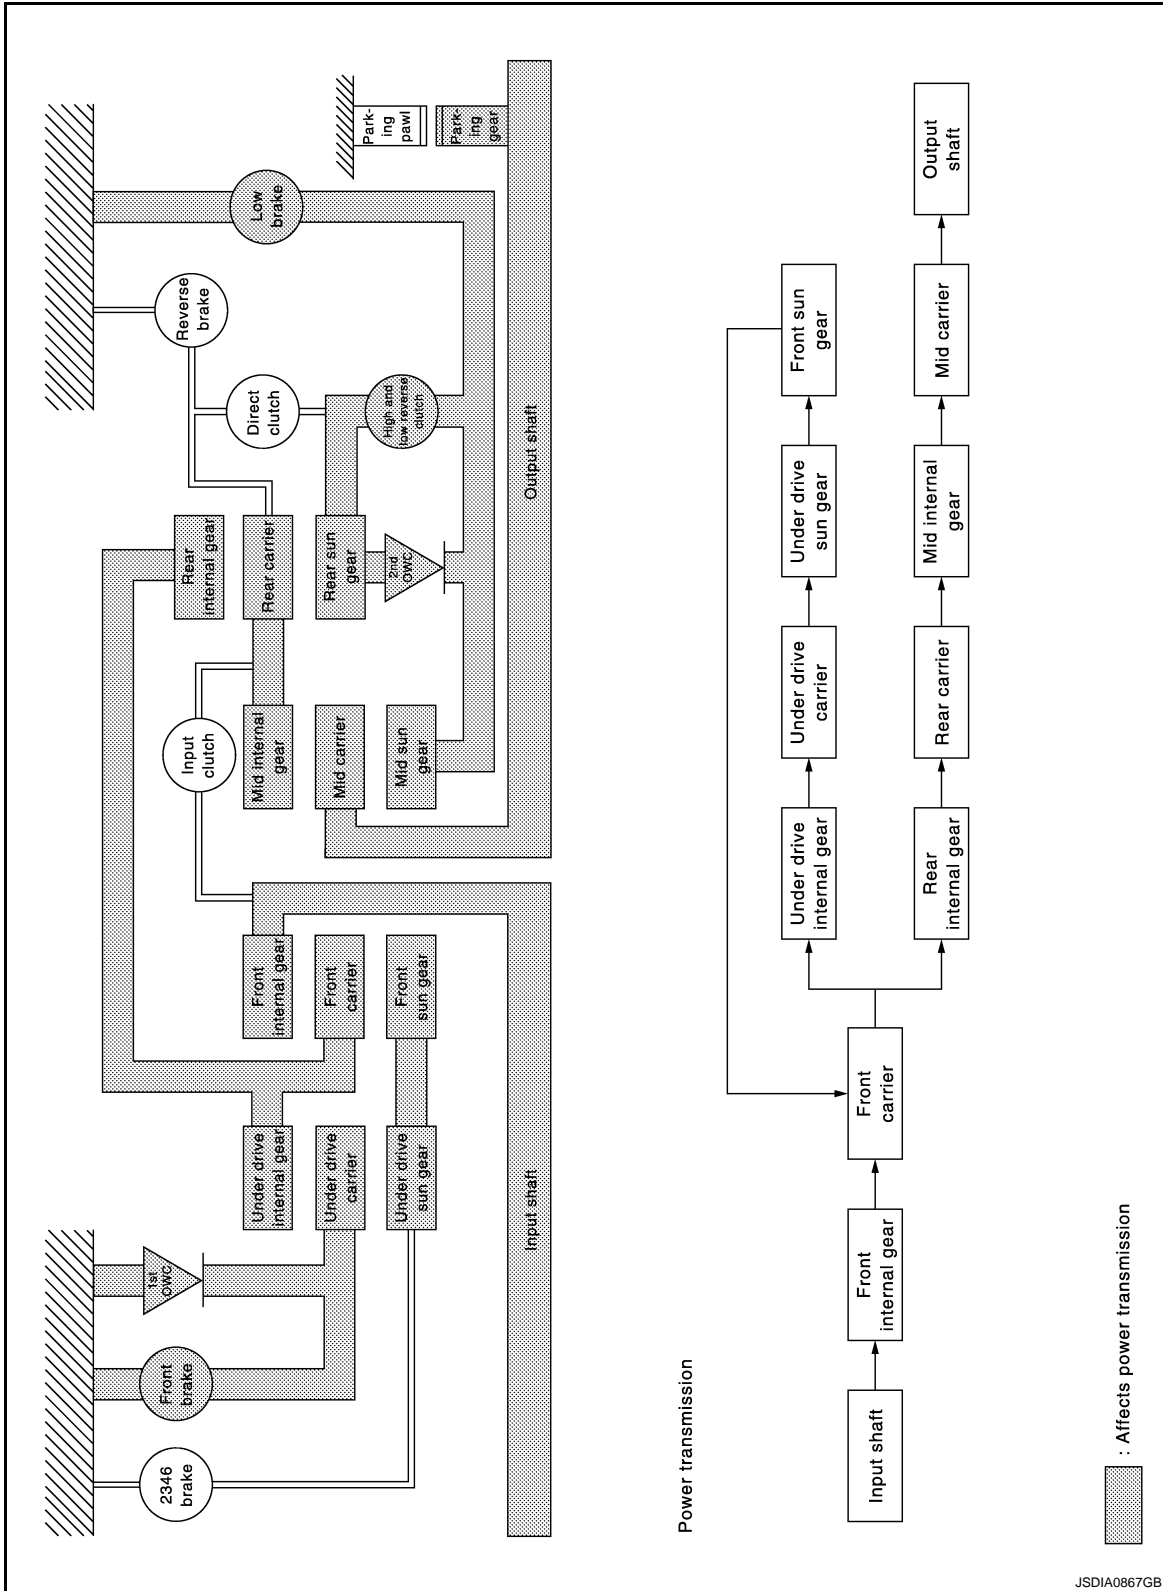 2346
brake
Front
brake
1st
OWC
Under drive
internal gear
Under drive
carrier
Under drive
sun gear
Front
internal gear
Front
carrier
Front
sun gear
Input
clutch
Mid internal
gear
Mid carrier
Mid sun
gear
Rear
internal gear
Rear carrier
Rear sun
gear
2nd
OWC
Direct
clutch
Reverse
brake
High and
low reverse
clutch
Low
brake
Park-
ing
pawl
Park-
ing
gear
Input shaft
Output shaft
Power transmission
Input shaft
Front
internal gear
Front
carrier
Under drive
internal gear
Under drive
carrier
Under drive
sun gear
Front sun
gear
Rear
internal gear
Rear carrier
Mid internal
gear
Mid carrier
Output
shaft
: Affects power transmission
JSDIA0867GB